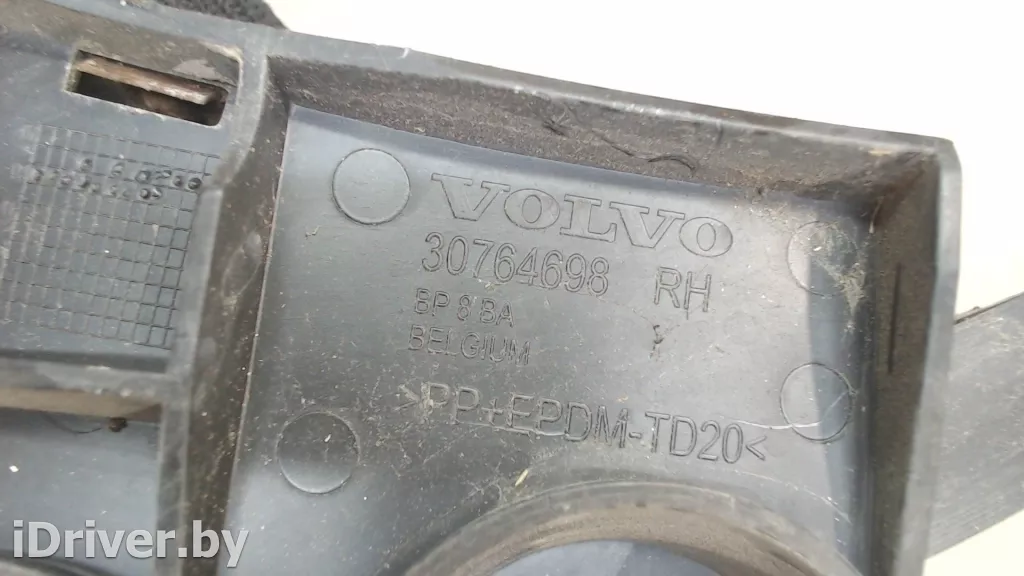 VOLVO
30764698 RH
BP 8 BA
BELGIUM
>PP+EPDM-TD20<
iDriver.by